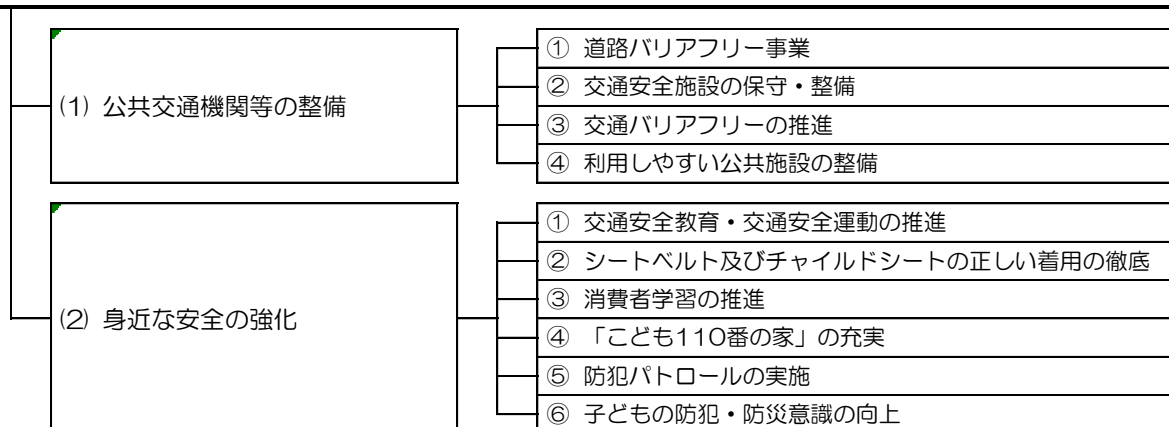 (1) 公共交通機関等の整備
① 道路バリアフリー事業
② 交通安全施設の保守・整備
③ 交通バリアフリーの推進
④ 利用しやすい公共施設の整備
(2) 身近な安全の強化
① 交通安全教育・交通安全運動の推進
② シートベルト及びチャイルドシートの正しい着用の徹底
③ 消費者学習の推進
④ 「こども110番の家」の充実
⑤ 防犯パトロールの実施
⑥ 子どもの防犯・防災意識の向上